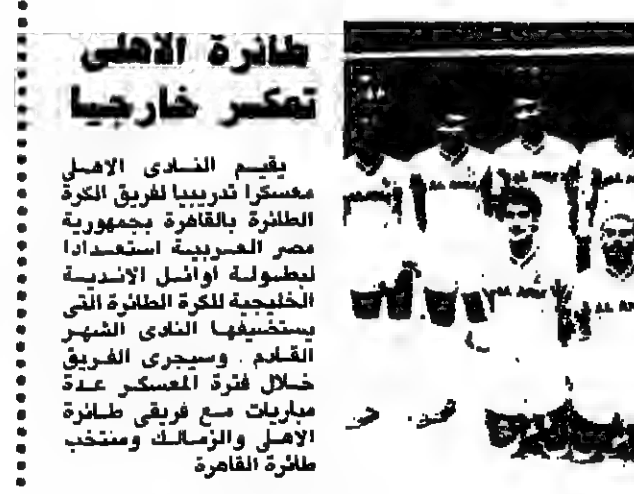 طائرة الاهلى
تعكسر خارجيا
يقيم النادى الاهلى
معسكرا تدريبيا لفريق الكرة
الطائرة بالقاهرة بجمهورية
مصر العربية استعدادا
لبطولة اوائل الاندية
الخليجية للكرة الطائرة التى
يستضيفها النادى الشهر
القادم . وسيجرى الفريق
خلال فترة المعسكر عدة
مباريات مع فريقى طائرة
الاهلى والزمالك ومنتخب
طائرة القاهرة